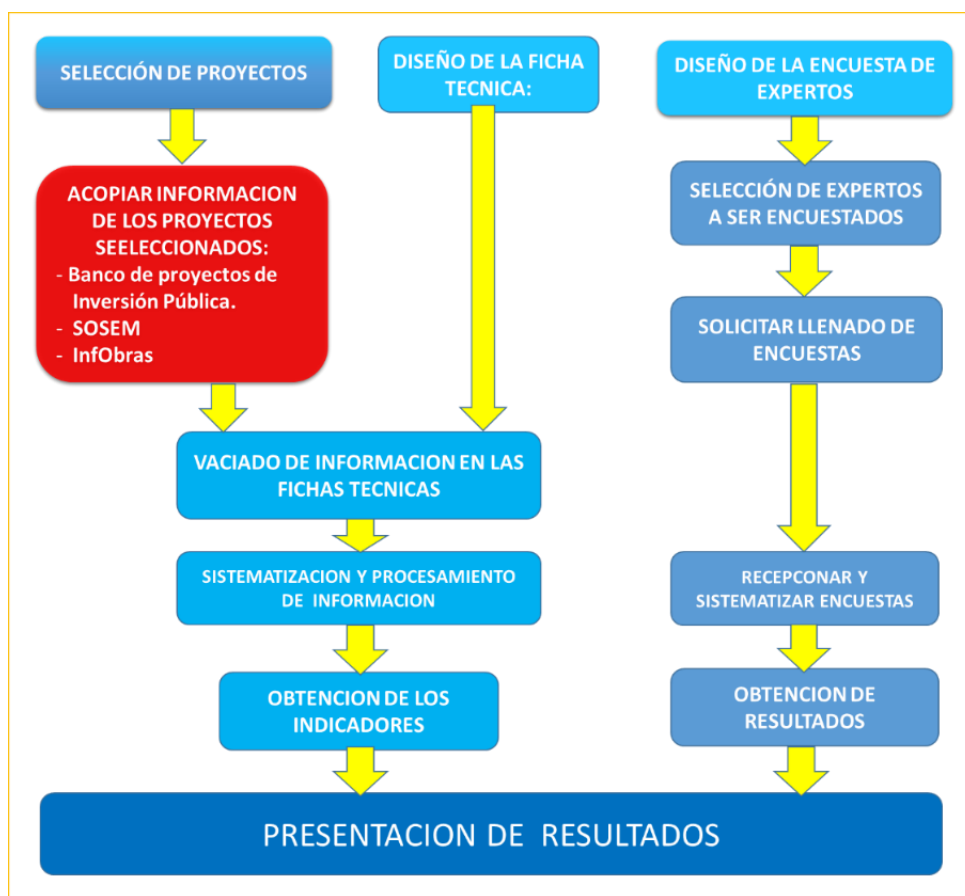 SELECCIÓN DE PROYECTOS
DISEÑO DE LA FICHA
TECNICA:
DISEÑO DE LA ENCUESTA DE
EXPERTOS
ACOPIAR INFORMACION
DE LOS PROYECTOS
SEELECCIONADOS:
- Banco de proyectos de
Inversión Pública.
- SOSEM
- InfObras
SELECCIÓN DE EXPERTOS
A SER ENCUESTADOS
SOLICITAR LLENADO DE
ENCUESTAS
VACIADO DE INFORMACION EN LAS
FICHAS TECNICAS
SISTEMATIZACION Y PROCESAMIENTO
DE INFORMACION
RECEPCONAR Y
SISTEMATIZAR ENCUESTAS
OBTENCION DE LOS
INDICADORES
OBTENCION DE
RESULTADOS
PRESENTACION DE RESULTADOS